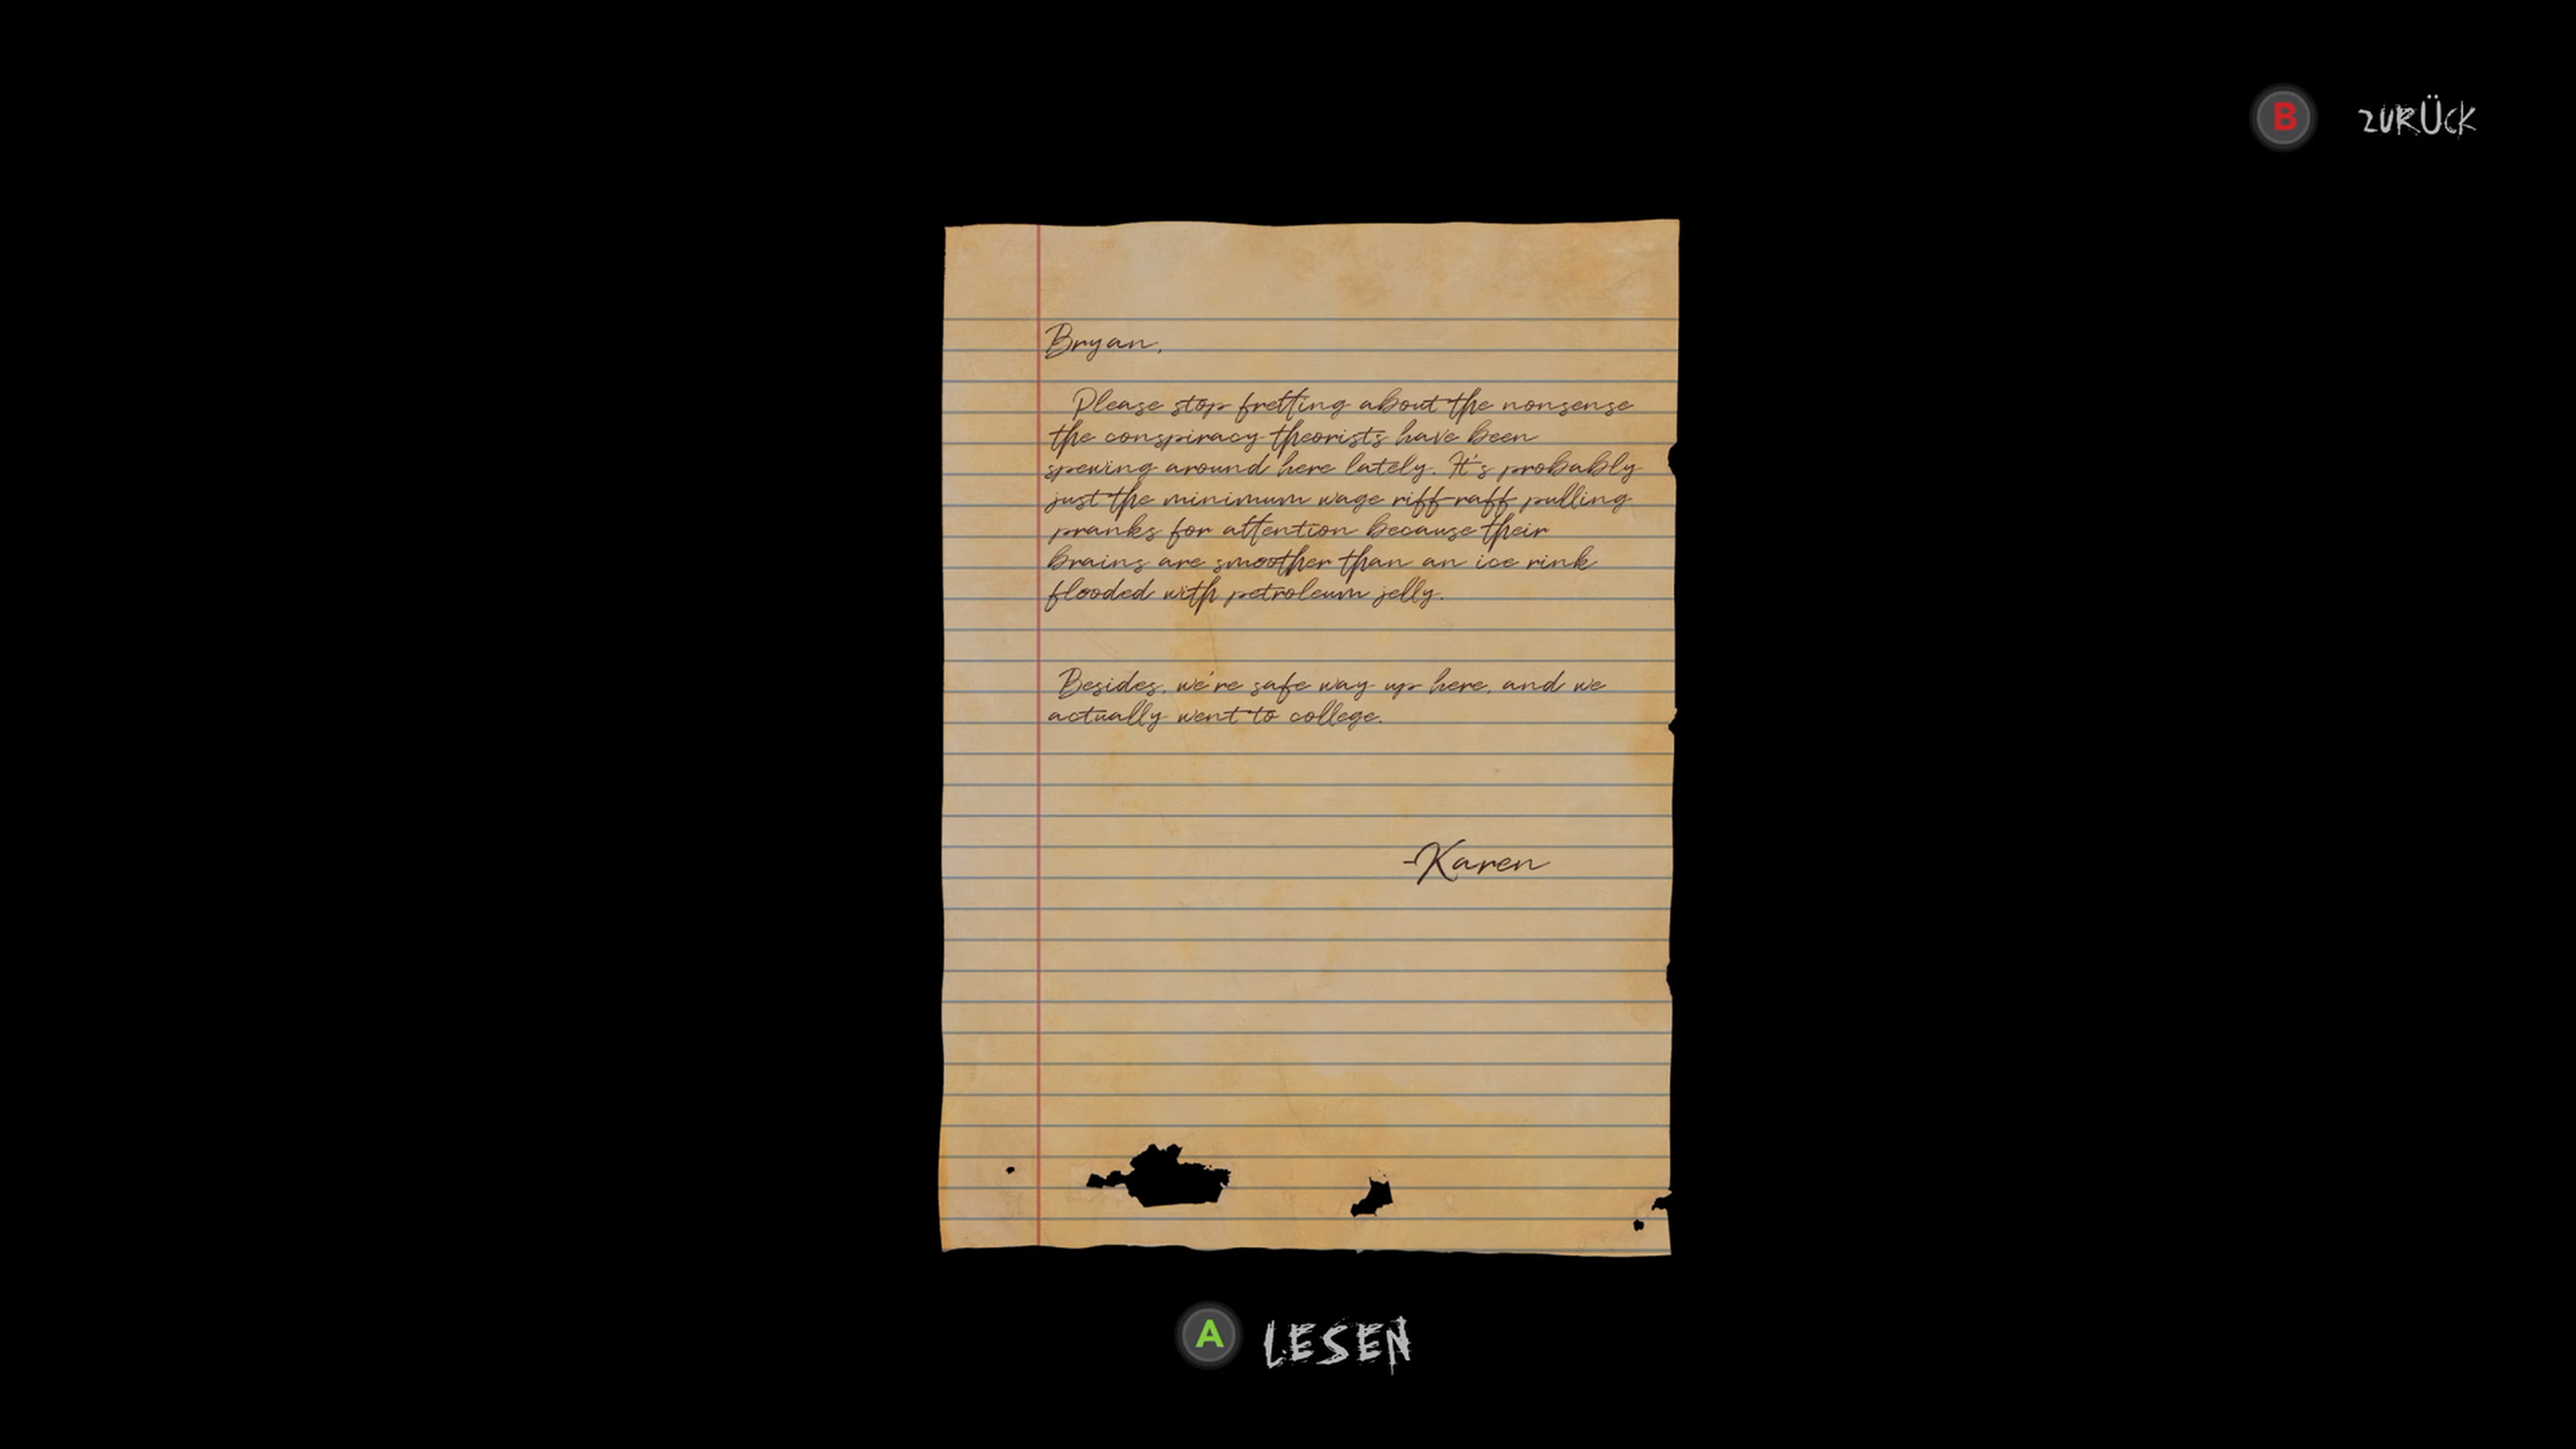 B ZURÜCK
Bryan,
Please stop fretting about the nonsense
the conspiracy theorists have been
spewing around here lately. It's probably
just the minimum wage riff-raff pulling
pranks for attention because their
brains are smoother than an ice rink
flooded with petroleum jelly.
Besides, we're safe way up here, and we
actually went to college.
-Karen
A LESEN